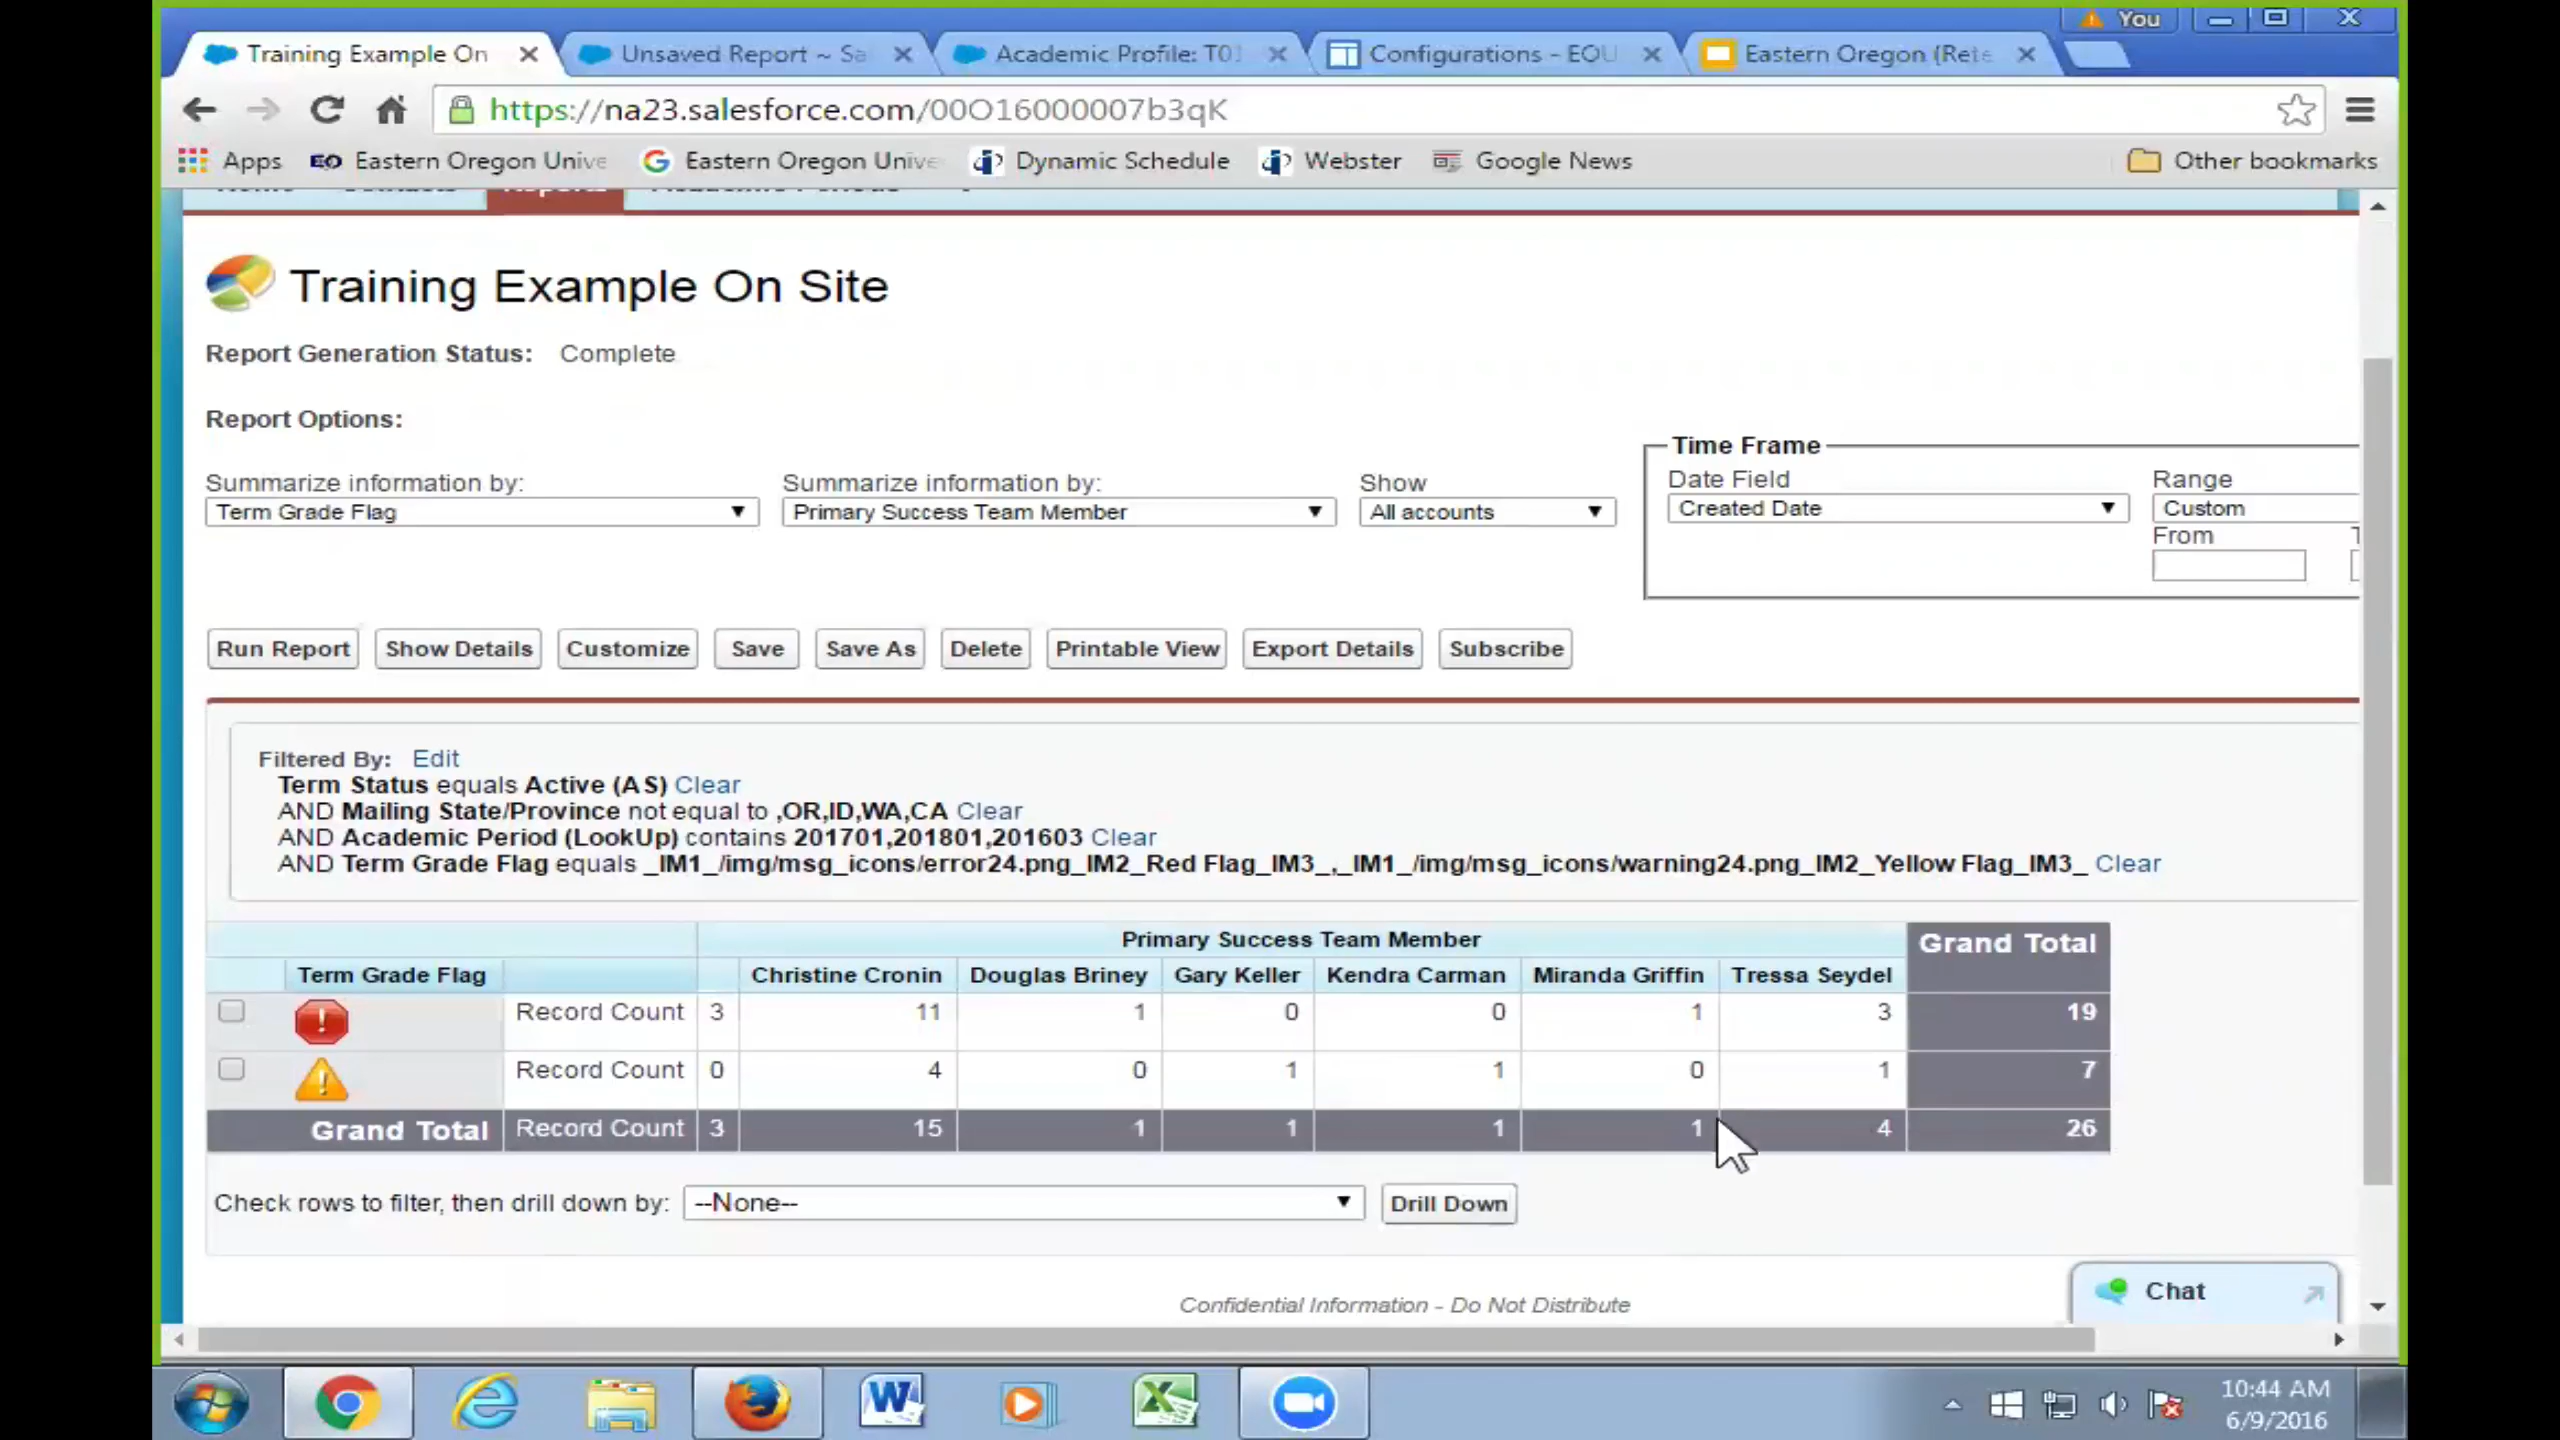 You
Training Example On
Unsaved Report ~ Sa
Academic Profile: T01
Configurations - EOU
Eastern Oregon (Rete
https://na23.salesforce.com/00O16000007b3qK
Apps
Eastern Oregon Unive
Eastern Oregon Unive
Dynamic Schedule
Webster
Google News
Other bookmarks
Training Example On Site
Report Generation Status: Complete
Report Options:
Time Frame
Summarize information by:
Summarize information by:
Show
Date Field
Range
Term Grade Flag
Primary Success Team Member
All accounts
Created Date
Custom
From
Run Report
Show Details
Customize
Save
Save As
Delete
Printable View
Export Details
Subscribe
Filtered By: Edit
Term Status equals Active (AS) Clear
AND Mailing State/Province not equal to ,OR,ID,WA,CA Clear
AND Academic Period (LookUp) contains 201701,201801,201603 Clear
AND Term Grade Flag equals _IM1_/img/msg_icons/error24.png_IM2_Red Flag_IM3_,_IM1_/img/msg_icons/warning24.png_IM2_Yellow Flag_IM3_ Clear
Primary Success Team Member Grand Total
Term Grade Flag Christine Cronin Douglas Briney Gary Keller Kendra Carman Miranda Griffin Tressa Seydel
Record Count 3 11 1 0 0 1 3 19
Record Count 0 4 0 1 1 0 1 7
Grand Total Record Count 3 15 1 1 1 1 4 26
Check rows to filter, then drill down by: --None-- Drill Down
Confidential Information - Do Not Distribute
Chat
10:44 AM
6/9/2016